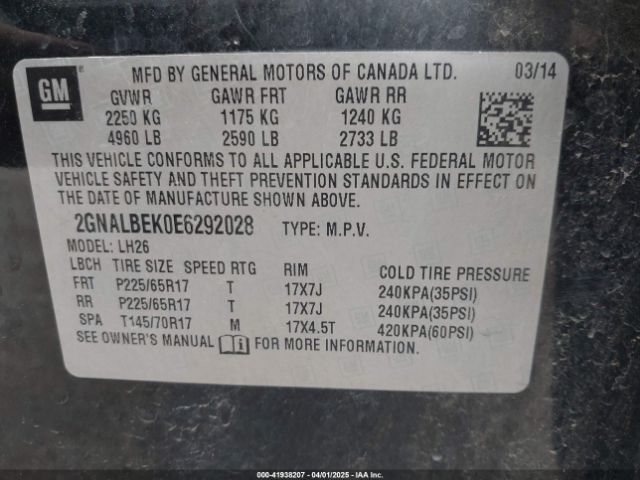 GM
MFD BY GENERAL MOTORS OF CANADA LTD. 03/14
GVWR GAWR FRT GAWR RR
2250 KG 1175 KG 1240 KG
4960 LB 2590 LB 2733 LB
THIS VEHICLE CONFORMS TO ALL APPLICABLE U.S. FEDERAL MOTOR
VEHICLE SAFETY AND THEFT PREVENTION STANDARDS IN EFFECT ON
THE DATE OF MANUFACTURE SHOWN ABOVE.
2GNALBEK0E6292028 TYPE: M.P.V.
MODEL: LH26
LBCH TIRE SIZE SPEED RTG RIM COLD TIRE PRESSURE
FRT P225/65R17 T 17X7J 240KPA(35PSI)
RR P225/65R17 T 17X7J 240KPA(35PSI)
SPA T145/70R17 M 17X4.5T 420KPA(60PSI)
SEE OWNER'S MANUAL FOR MORE INFORMATION.
000-41938207 - 04/01/2025 - IAA Inc.